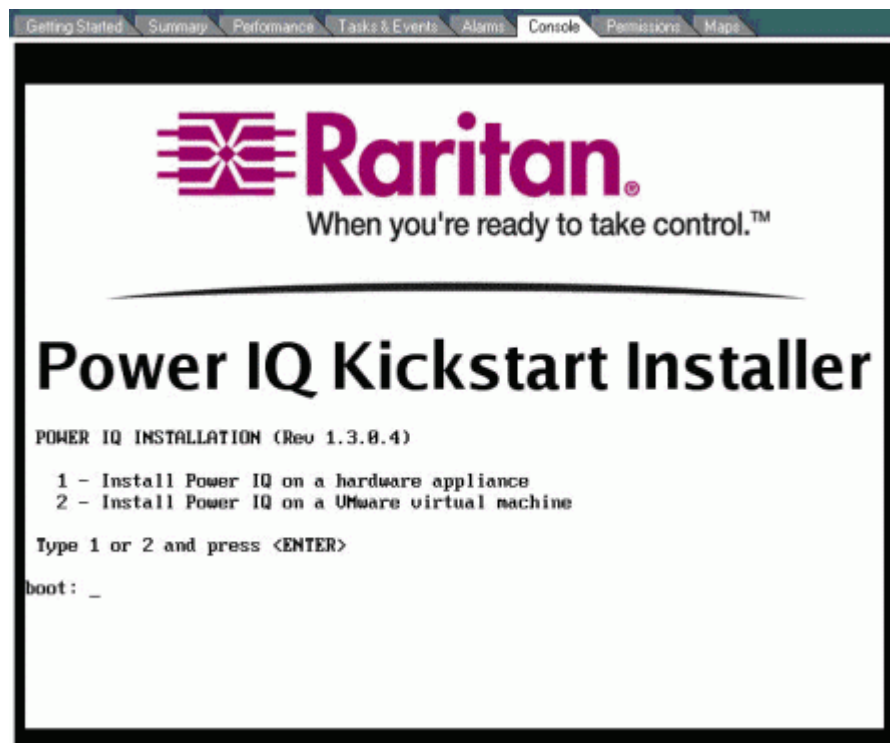 Getting Started Summary Performance Tasks & Events Alarms Console Permissions Maps
Raritan®
When you're ready to take control.™
Power IQ Kickstart Installer
POWER IQ INSTALLATION (Rev 1.3.0.4)
1 - Install Power IQ on a hardware appliance
2 - Install Power IQ on a VMware virtual machine
Type 1 or 2 and press <ENTER>
boot: _